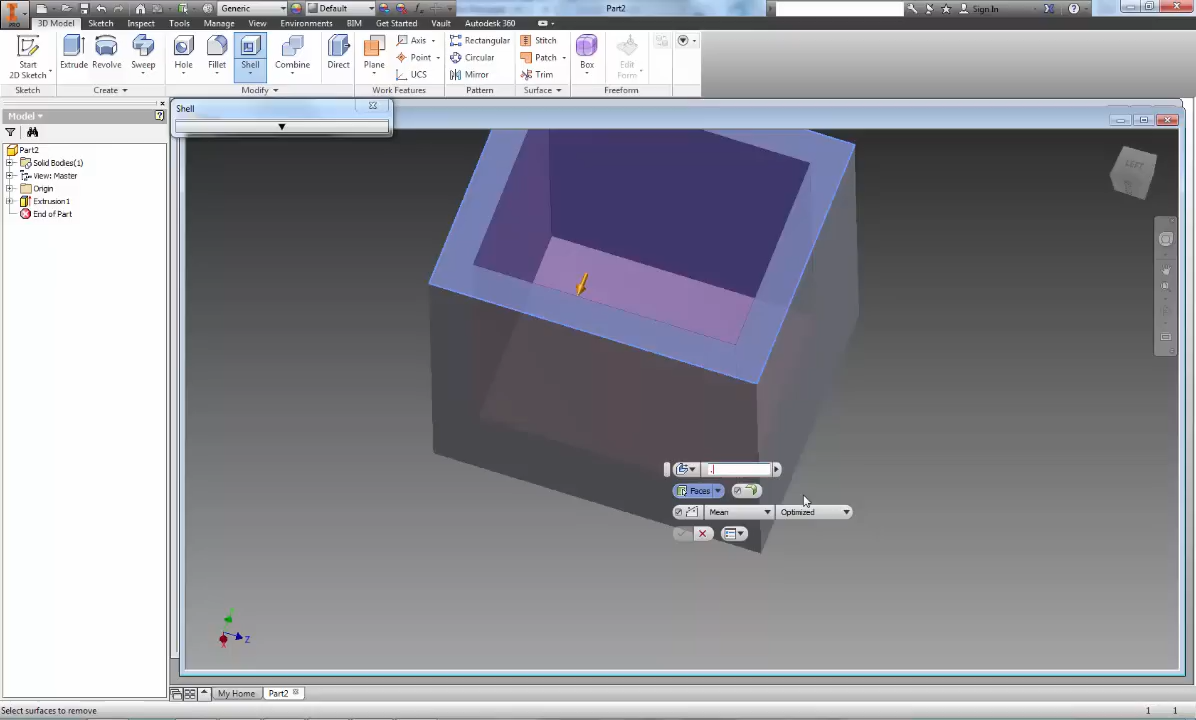 Generic
Default
fx
Part2
Sign In
PRO
3D Model
Sketch
Inspect
Tools
Manage
View
Environments
BIM
Get Started
Vault
Autodesk 360
Start
2D Sketch
Extrude
Revolve
Sweep
Hole
Fillet
Shell
Combine
Direct
Plane
Axis
Point
UCS
Rectangular
Circular
Mirror
Stitch
Patch
Trim
Box
Edit
Form
Sketch
Create
Modify
Work Features
Pattern
Surface
Freeform
Model
Shell
Part2
Solid Bodies(1)
View: Master
Origin
Extrusion1
End of Part
LEFT
.
Faces
Mean
Optimized
Z
My Home
Part2
Select surfaces to remove
1
1